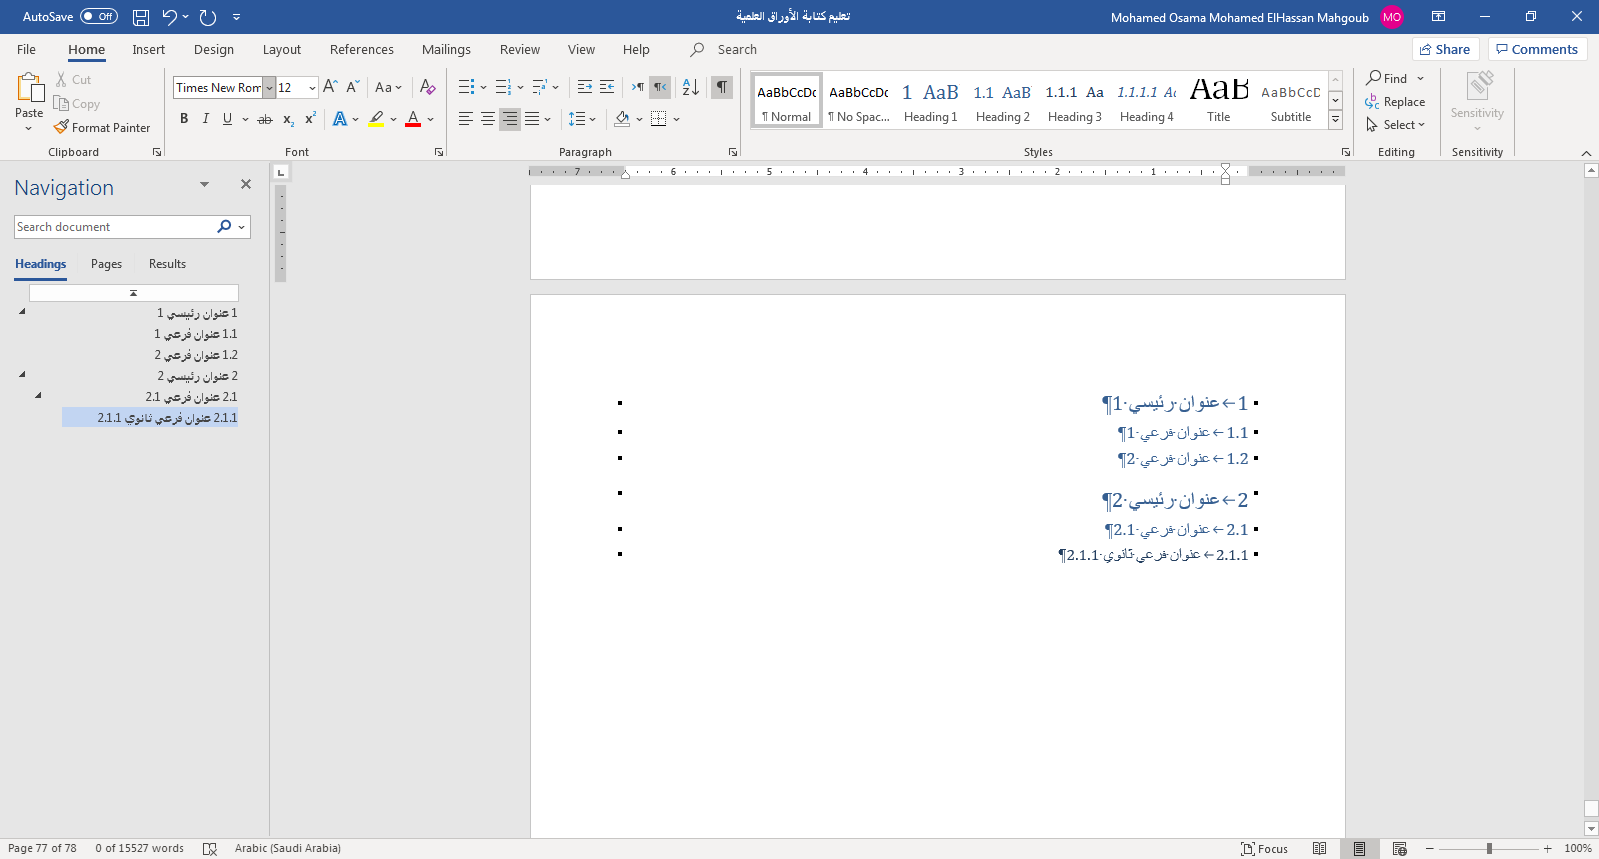 AutoSave Off تعليم كتابة الأوراق العلمية Mohamed Osama Mohamed ElHassan Mahgoub MO
File Home Insert Design Layout References Mailings Review View Help Search Share Comments
Paste
Cut
Copy
Format Painter
Clipboard
Times New Rom 12 Aa
B I U ab x₂ x² A A
Font
Paragraph
AaBbCcDc AaBbCcDc 1 AaB 1.1 AaB 1.1.1 Aa 1.1.1.1 Ac AaB AaBbCcD
¶ Normal ¶ No Spac... Heading 1 Heading 2 Heading 3 Heading 4 Title Subtitle
Styles
Find
Replace
Select
Editing
Sensitivity
Sensitivity
7 6 5 4 3 2 1
Navigation
Search document
Headings Pages Results
1 عنوان رئيسي 1
1.1 عنوان فرعي 1
1.2 عنوان فرعي 2
2 عنوان رئيسي 2
2.1 عنوان فرعي 2.1
2.1.1 عنوان فرعي ثانوي 2.1.1
1 ← عنوان·رئيسي·1¶
1.1 ← عنوان·فرعي·1¶
1.2 ← عنوان·فرعي·2¶
2 ← عنوان·رئيسي·2¶
2.1 ← عنوان·فرعي·2.1¶
2.1.1 ← عنوان·فرعي·ثانوي·2.1.1¶
Page 77 of 78 0 of 15527 words Arabic (Saudi Arabia) Focus 100%